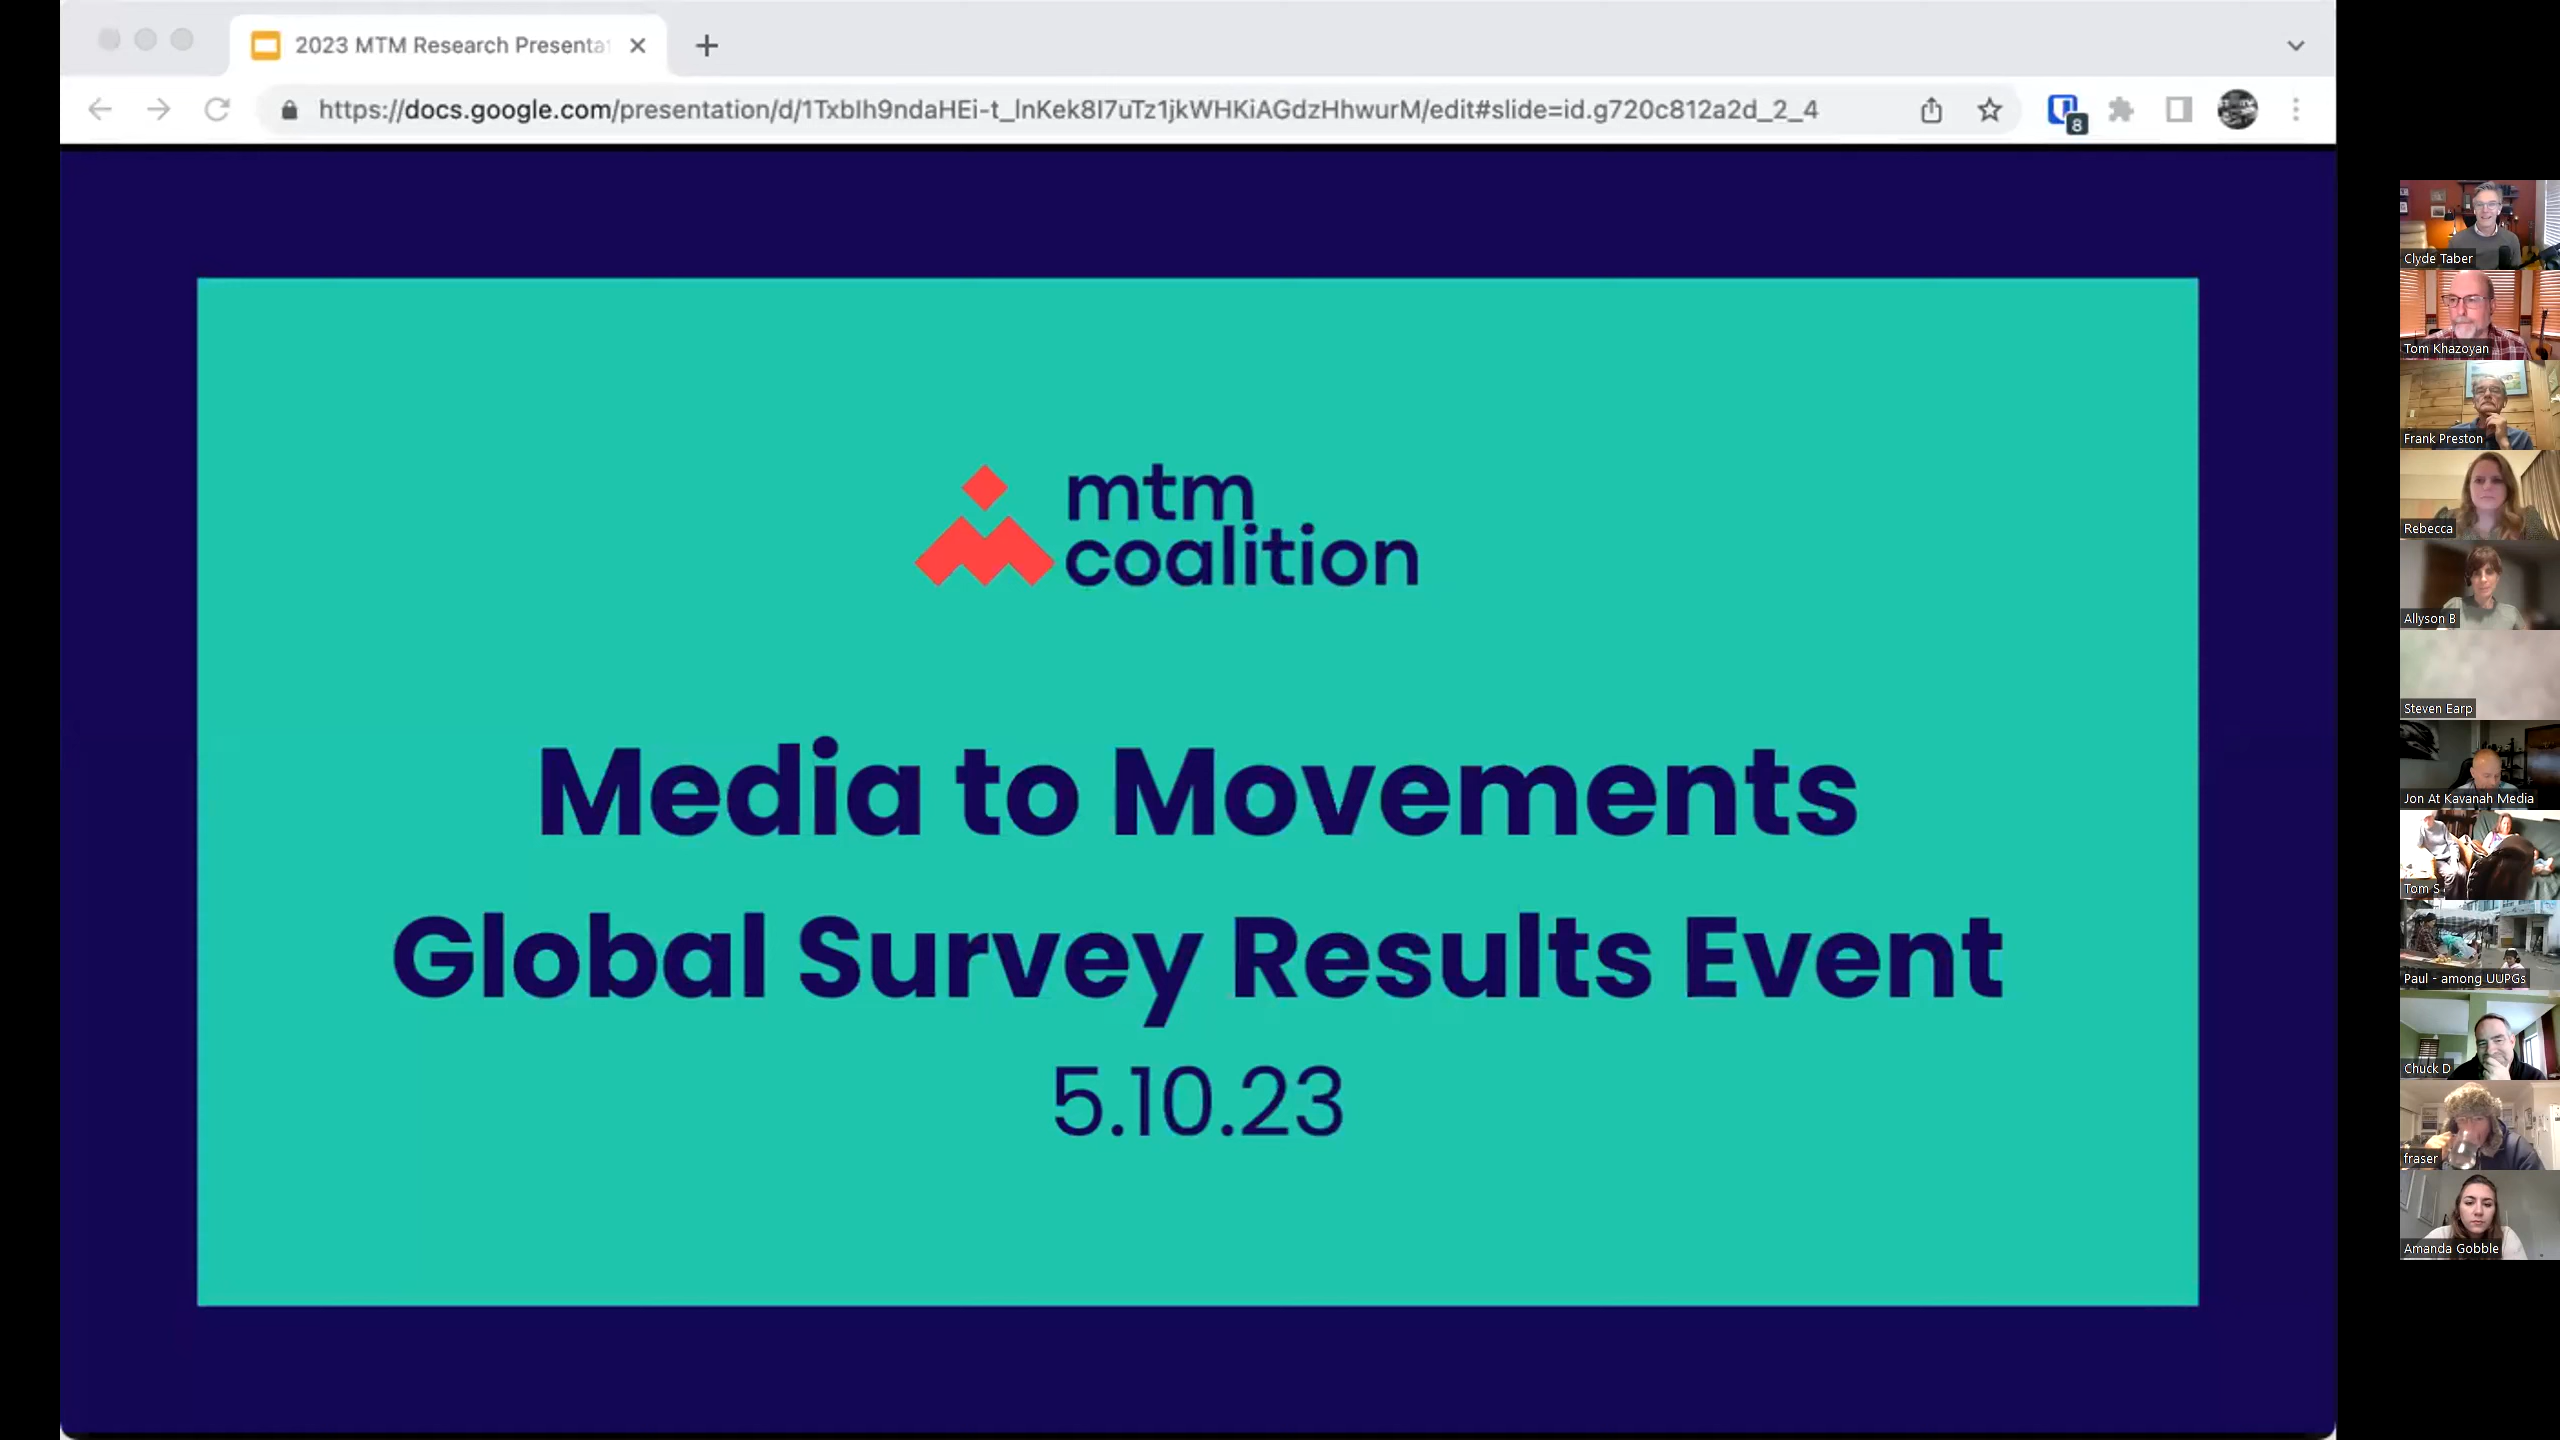 2023 MTM Research Presenta
https://docs.google.com/presentation/d/1TxbIh9ndaHEi-t_lnKek8I7uTz1jkWHKiAGdzHhwurM/edit#slide=id.g720c812a2d_2_4
8
mtm
coalition
Media to Movements
Global Survey Results Event
5.10.23
Clyde Taber
Tom Khazoyan
Frank Preston
Rebecca
Allyson B
Steven Earp
Jon At Kavanah Media
Tom S
Paul - among UUPGs
Chuck D
fraser
Amanda Gobble